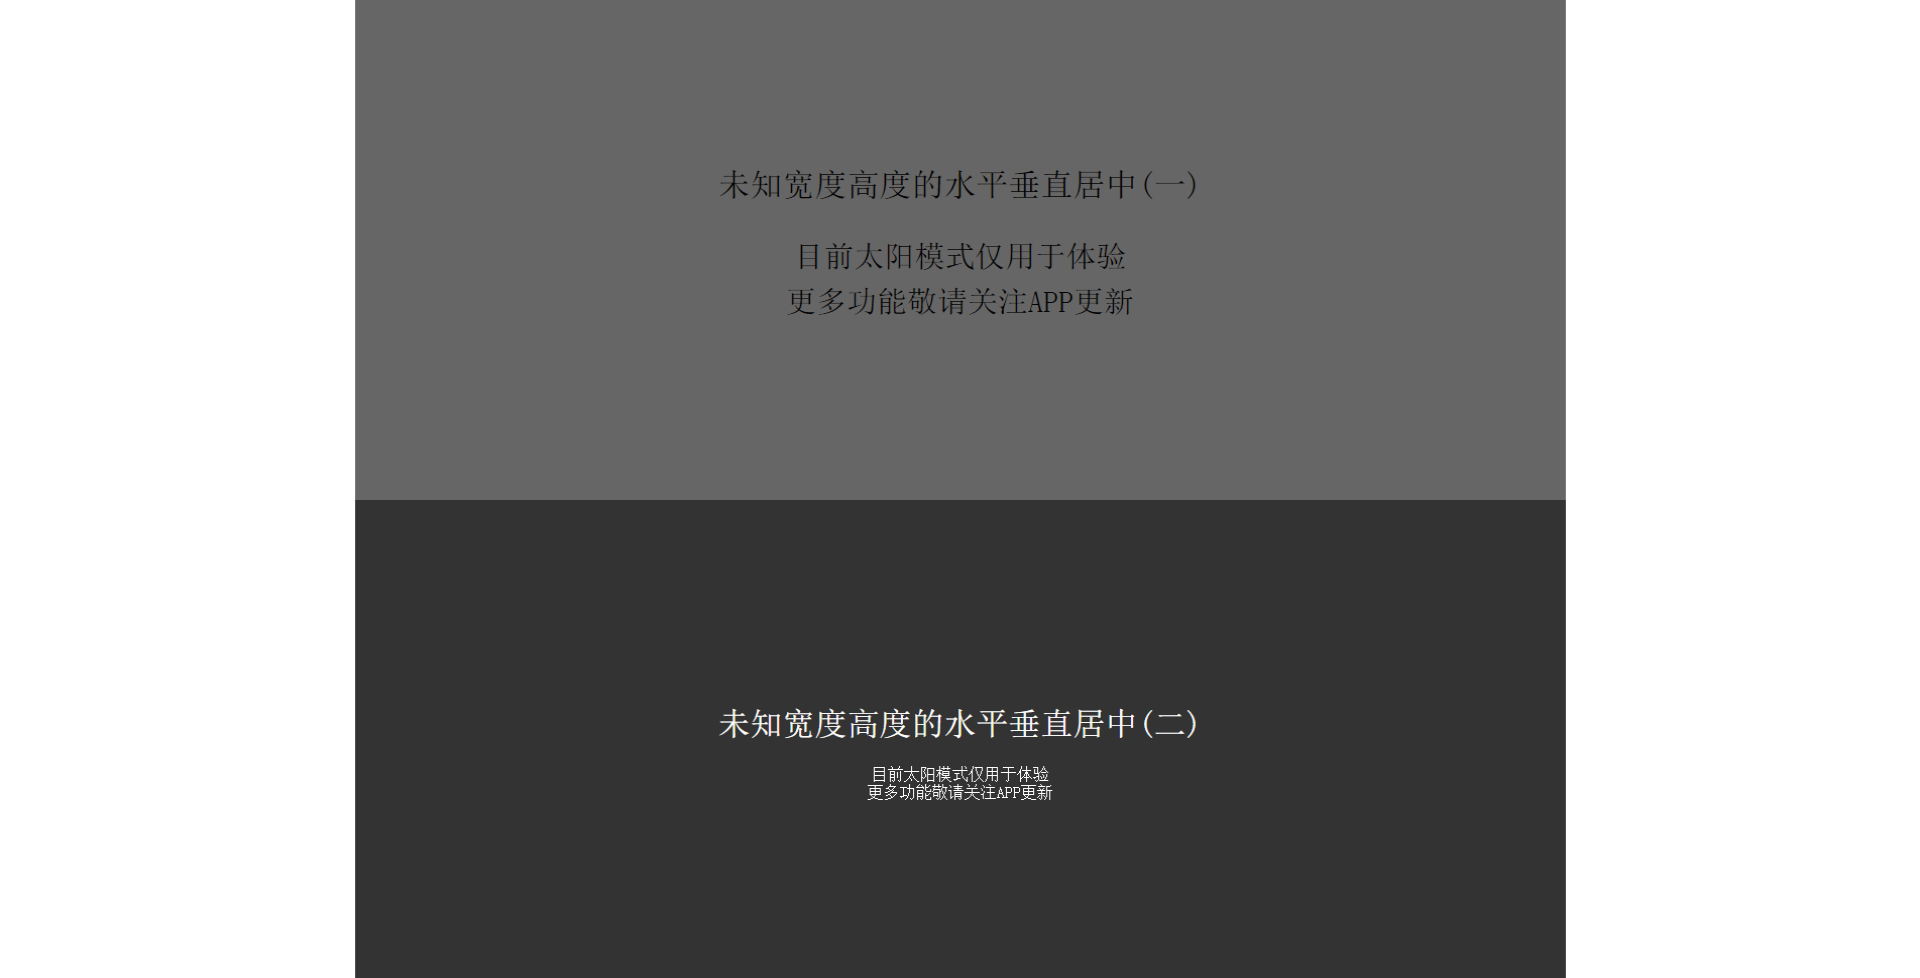 未知宽度高度的水平垂直居中(一)
目前太阳模式仅用于体验
更多功能敬请关注APP更新
未知宽度高度的水平垂直居中(二)
目前太阳模式仅用于体验
更多功能敬请关注APP更新